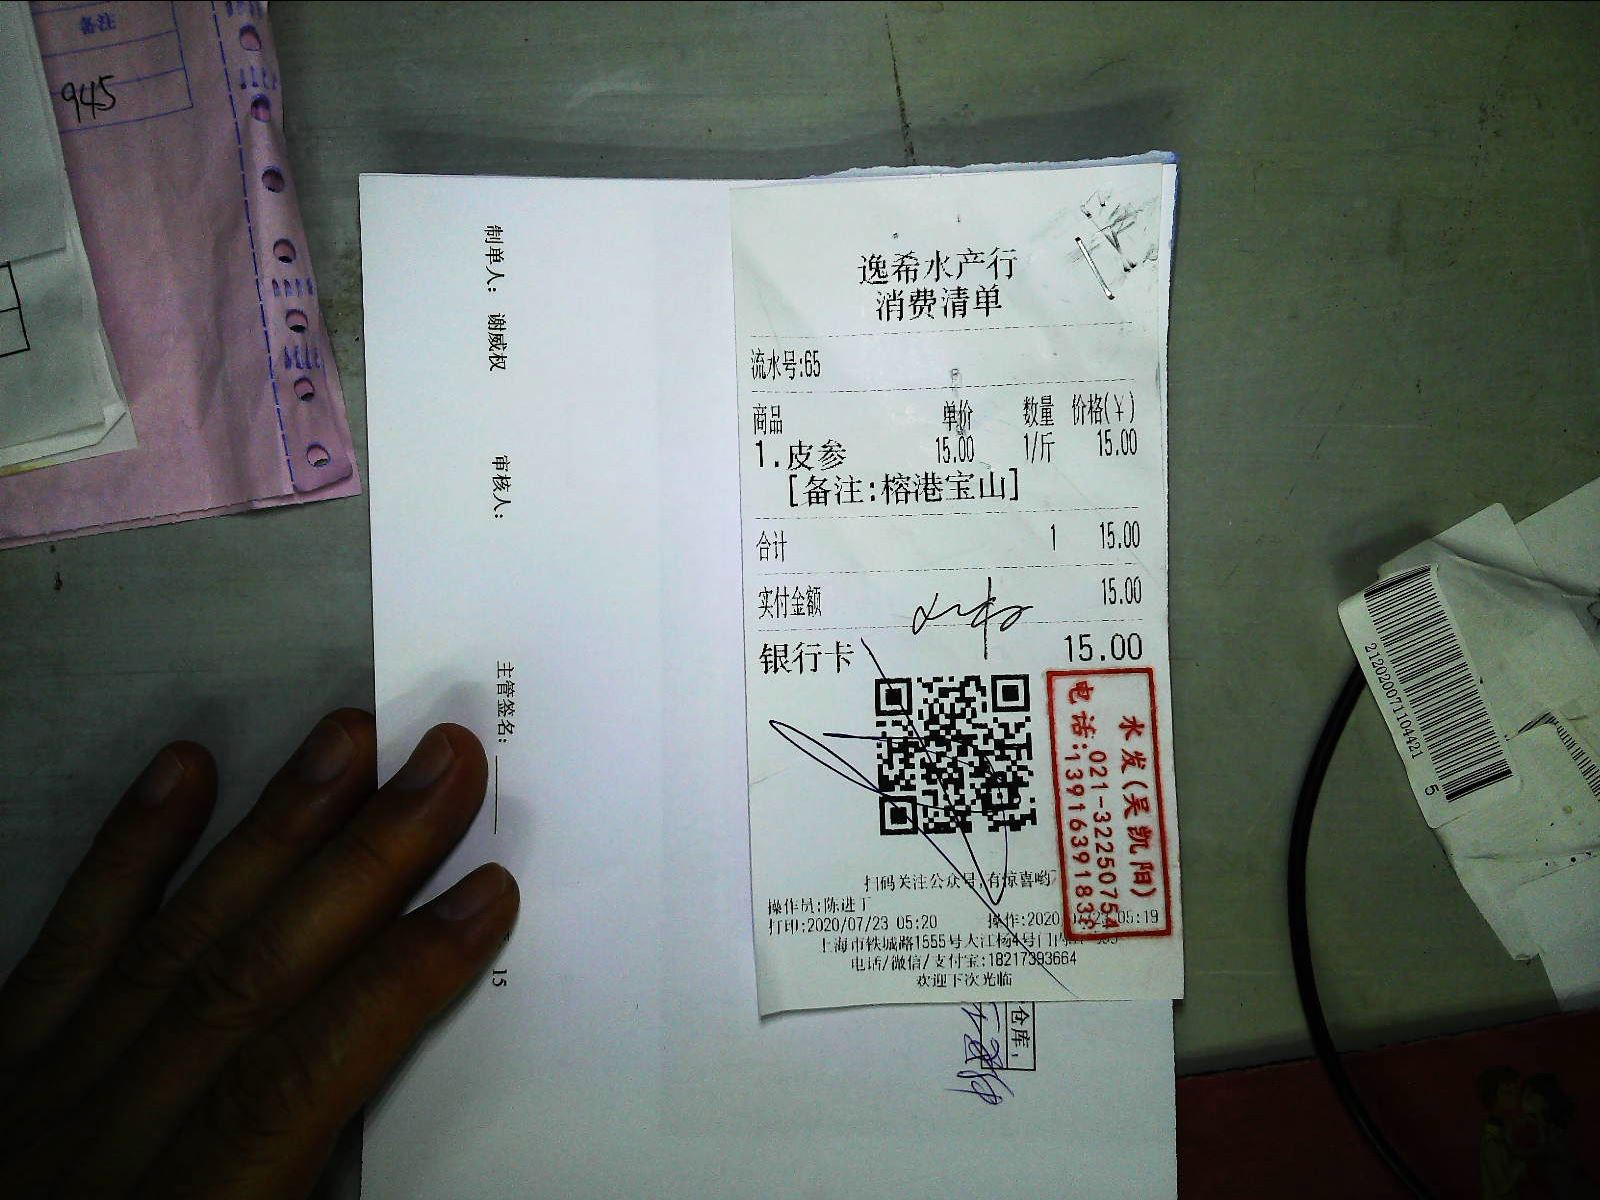 备注
945
制单人: 谢威权
审核人:
主管签名:
15
逸希水产行
消费清单
流水号:65
商品 单价 数量 价格(¥)
1.皮参 15.00 1/斤 15.00
[备注:榕港宝山]
合计 1 15.00
实付金额 15.00
银行卡 15.00
水发(吴凯阳)
电话:021-32250754
13916391836
扫码关注公众号,有惊喜哟
操作员:陈进丁
打印:2020/07/23 05:20 操作:2020 05:19
上海市铁城路1555号大江杨4号门内
电话/微信/支付宝:18217393664
欢迎下次光临
仓库:
2120200711044215